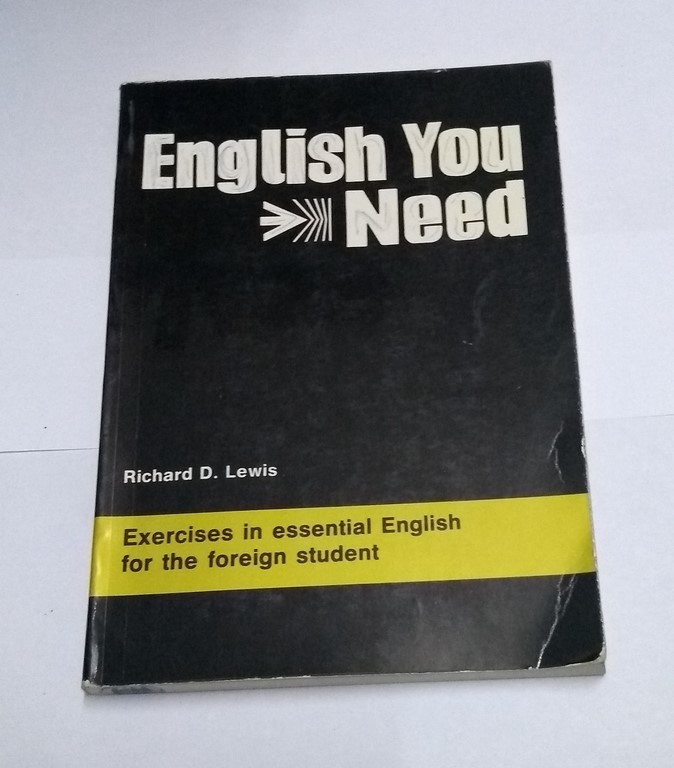 English You
Need
Richard D. Lewis
Exercises in essential English
for the foreign student